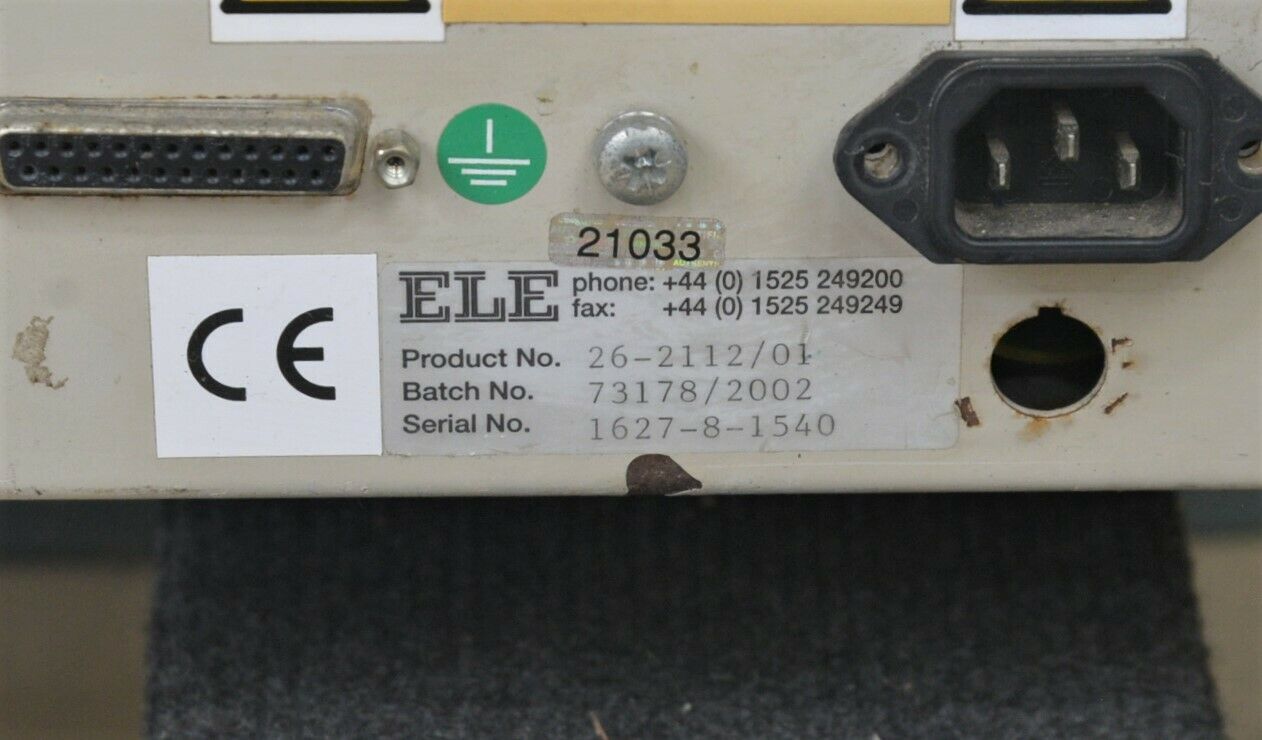 21033
ELE phone: +44 (0) 1525 249200
fax: +44 (0) 1525 249249
CE
Product No. 26-2112/01
Batch No. 73178/2002
Serial No. 1627-8-1540